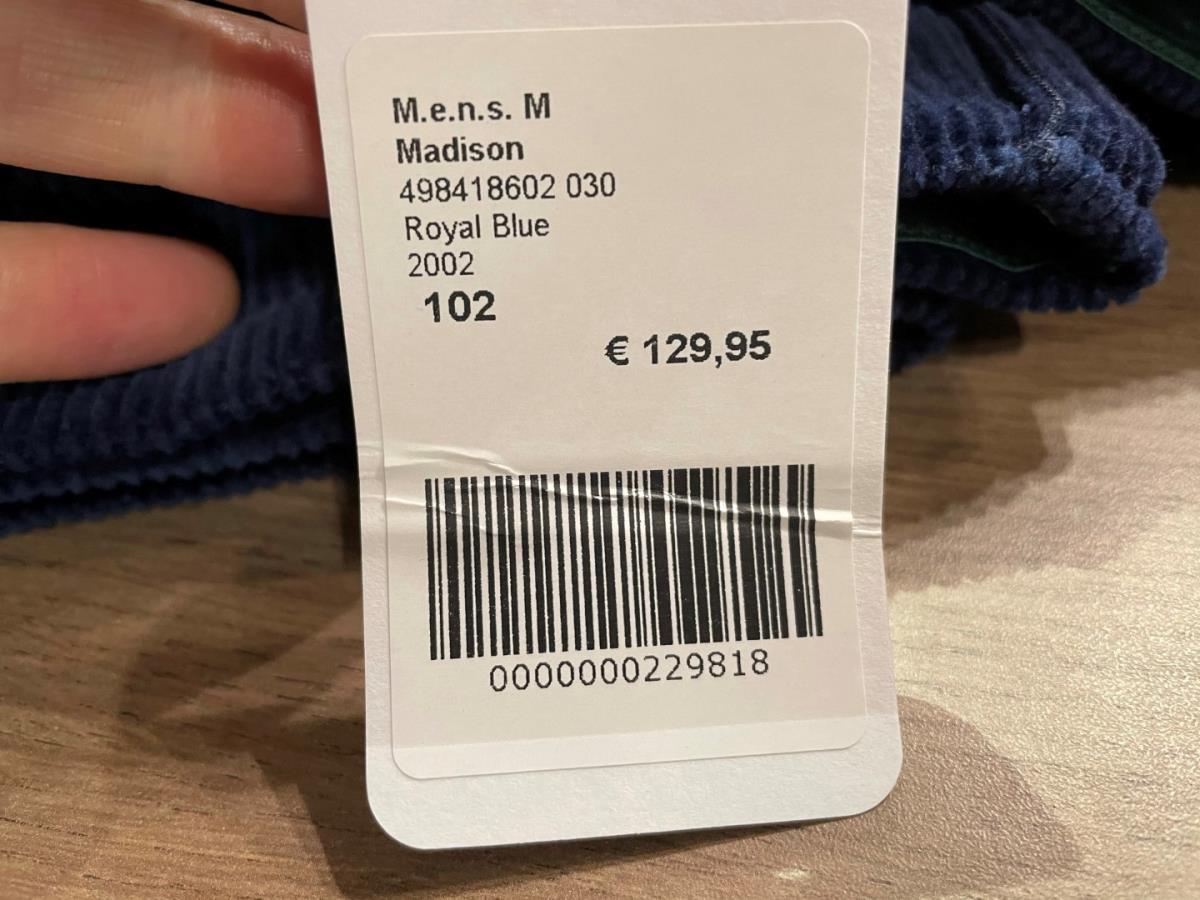 M.e.n.s. M
Madison
498418602 030
Royal Blue
2002
102
€ 129,95
0000000229818